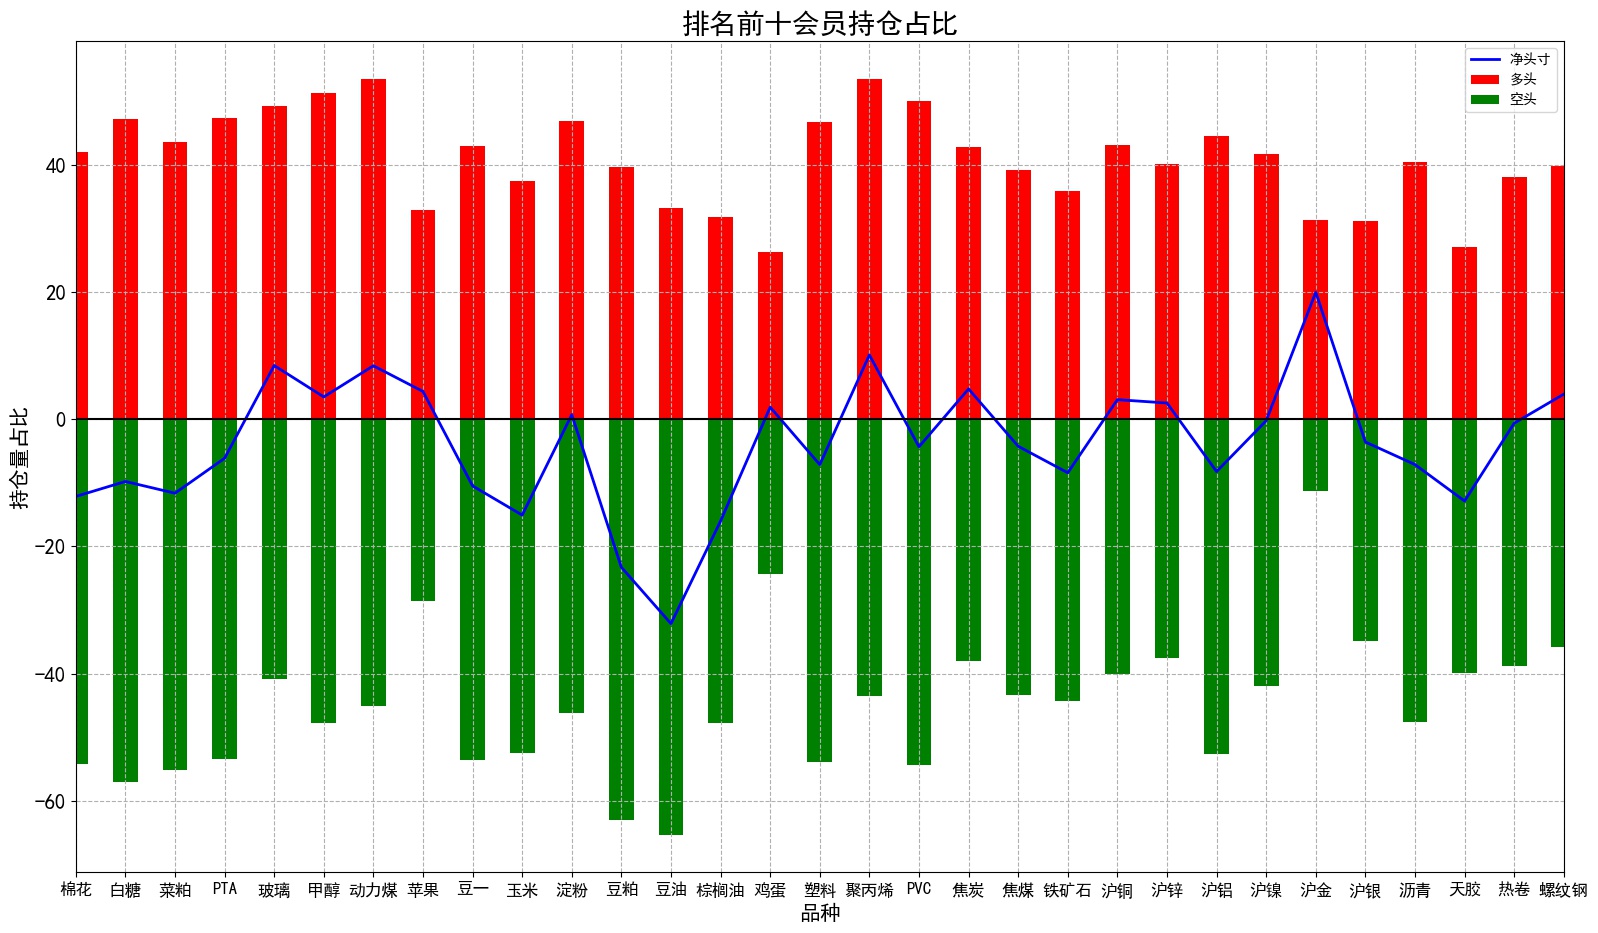 排名前十会员持仓占比
净头寸
多头
空头
持仓量占比
40
20
0
−20
−40
−60
棉花 白糖 菜粕 PTA 玻璃 甲醇 动力煤 苹果 豆一 玉米 淀粉 豆粕 豆油 棕榈油 鸡蛋 塑料 聚丙烯 PVC 焦炭 焦煤 铁矿石 沪铜 沪锌 沪铝 沪镍 沪金 沪银 沥青 天胶 热卷 螺纹钢
品种